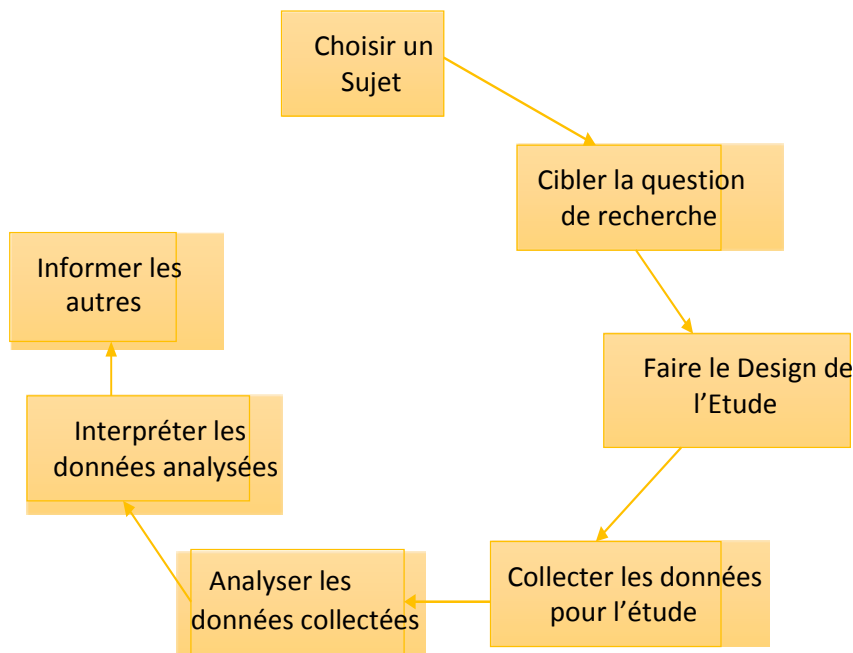 Choisir un
Sujet
Cibler la question
de recherche
Faire le Design de
l’Etude
Collecter les données
pour l’étude
Analyser les
données collectées
Interpréter les
données analysées
Informer les
autres